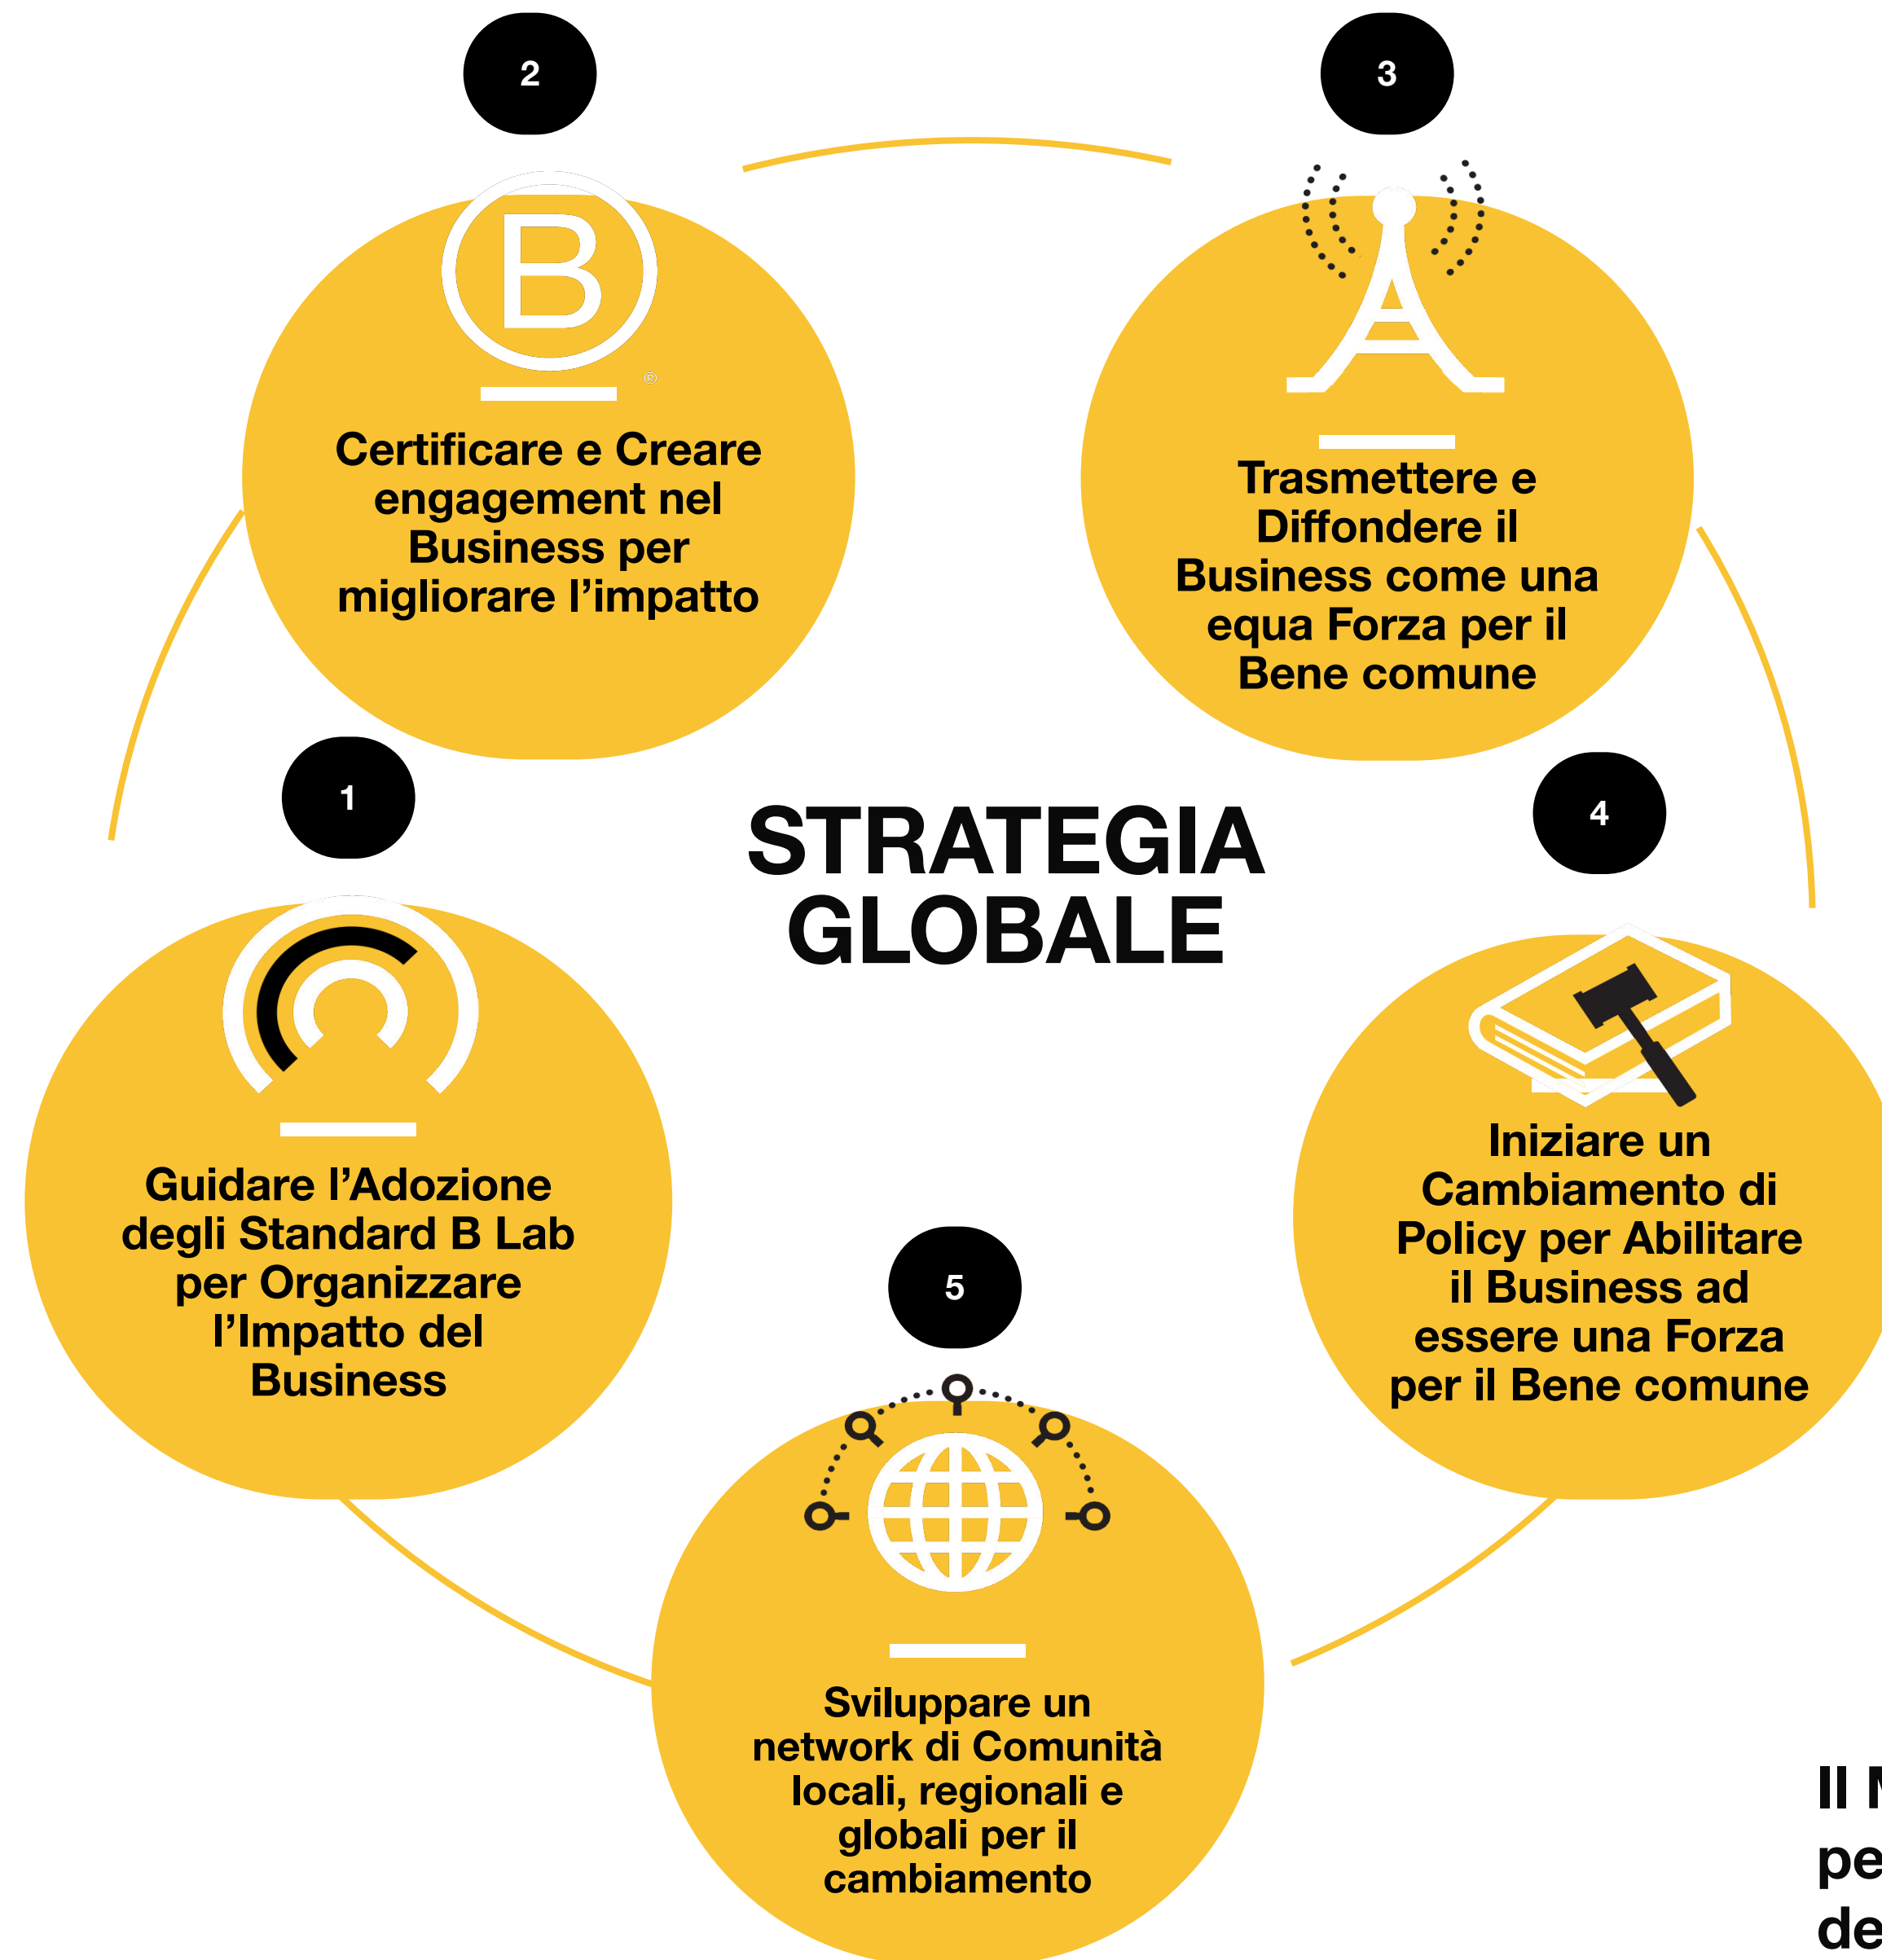 2
B
®
Certificare e Creare
engagement nel
Business per
migliorare l’impatto
3
Trasmettere e
Diffondere il
Business come una
equa Forza per il
Bene comune
STRATEGIA
GLOBALE
1
Guidare l’Adozione
degli Standard B Lab
per Organizzare
l’Impatto del
Business
4
Iniziare un
Cambiamento di
Policy per Abilitare
il Business ad
essere una Forza
per il Bene comune
5
Sviluppare un
network di Comunità
locali, regionali e
globali per il
cambiamento
Il